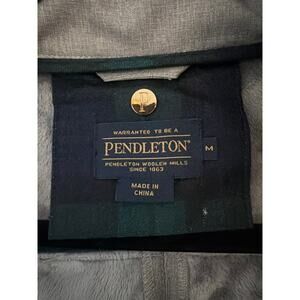 WARRANTED TO BE A
PENDLETON®
PENDLETON WOOLEN MILLS
SINCE 1863
M
MADE IN
CHINA